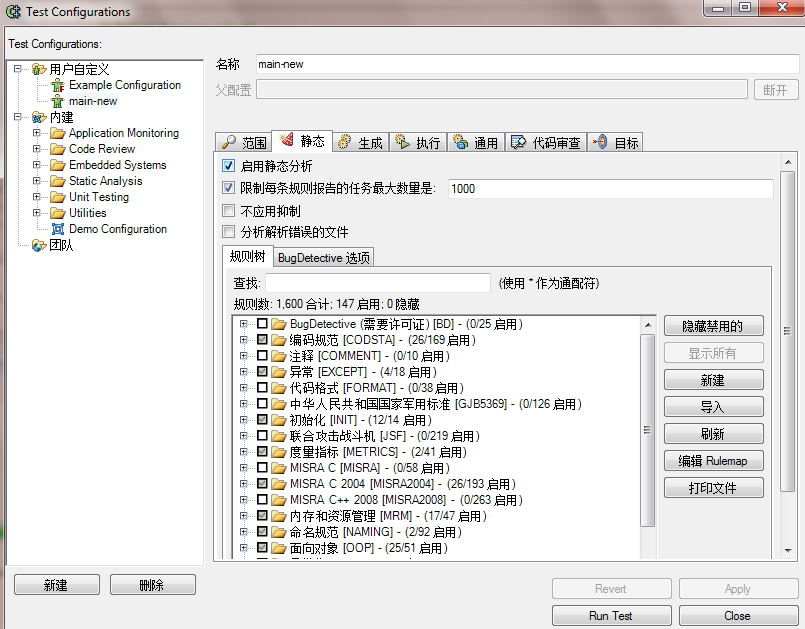 Test Configurations
Test Configurations:
用户自定义
Example Configuration
main-new
内建
Application Monitoring
Code Review
Embedded Systems
Static Analysis
Unit Testing
Utilities
Demo Configuration
团队
新建 删除
名称 main-new
父配置 断开
范围 静态 生成 执行 通用 代码审查 目标
启用静态分析
限制每条规则报告的任务最大数量是: 1000
不应用抑制
分析解析错误的文件
规则树 BugDetective 选项
查找: (使用 * 作为通配符)
规则数: 1,600 合计; 147 启用; 0 隐藏
BugDetective (需要许可证) [BD] - (0/25 启用)
编码规范 [CODSTA] - (26/169 启用)
注释 [COMMENT] - (0/10 启用)
异常 [EXCEPT] - (4/18 启用)
代码格式 [FORMAT] - (0/38 启用)
中华人民共和国国家军用标准 [GJB5369] - (0/126 启用)
初始化 [INIT] - (12/14 启用)
联合攻击战斗机 [JSF] - (0/219 启用)
度量指标 [METRICS] - (2/41 启用)
MISRA C [MISRA] - (0/58 启用)
MISRA C 2004 [MISRA2004] - (26/193 启用)
MISRA C++ 2008 [MISRA2008] - (0/263 启用)
内存和资源管理 [MRM] - (17/47 启用)
命名规范 [NAMING] - (2/92 启用)
面向对象 [OOP] - (25/51 启用)
隐藏禁用的
显示所有
新建
导入
刷新
编辑 Rulemap
打印文件
Revert Apply
Run Test Close